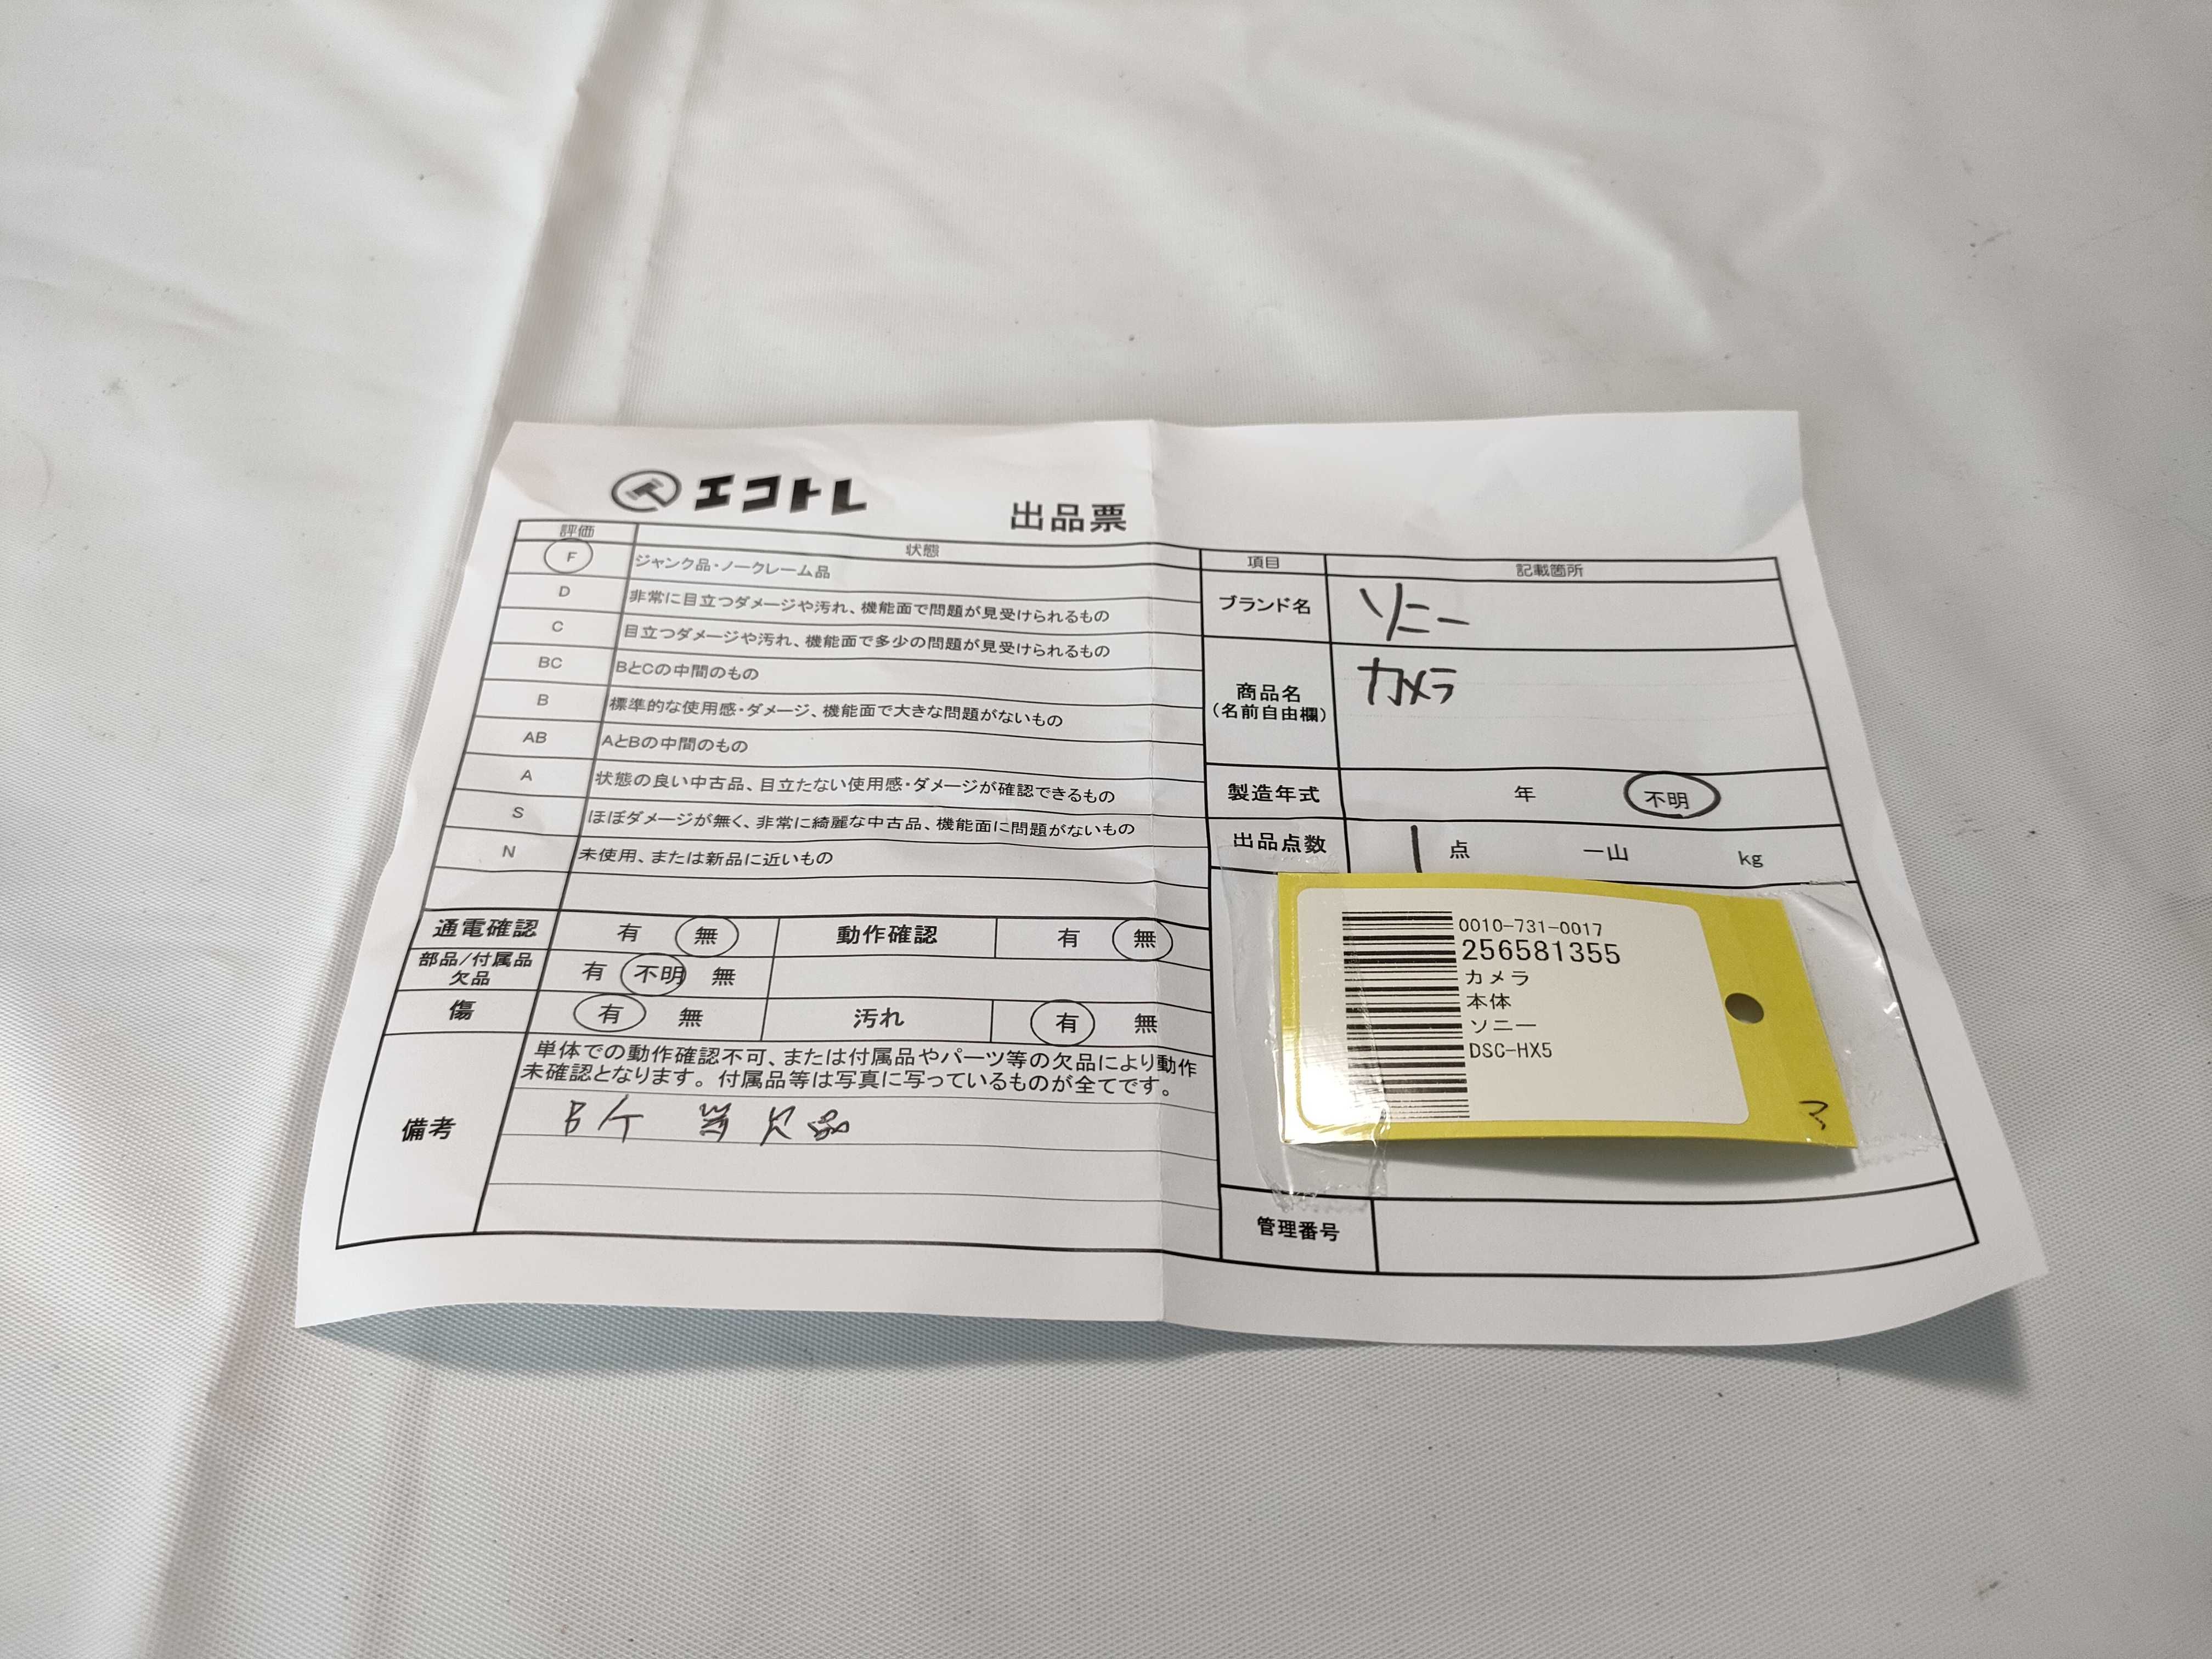 エコトレ 出品票
評価 状態
F ジャンク品・ノークレーム品
D 非常に目立つダメージや汚れ、機能面で問題が見受けられるもの
C 目立つダメージや汚れ、機能面で多少の問題が見受けられるもの
BC BとCの中間のもの
B 標準的な使用感・ダメージ、機能面で大きな問題がないもの
AB AとBの中間のもの
A 状態の良い中古品、目立たない使用感・ダメージが確認できるもの
S ほぼダメージが無く、非常に綺麗な中古品、機能面に問題がないもの
N 未使用、または新品に近いもの
通電確認 有 無 動作確認 有 無
部品/付属品
欠品 有 不明 無
傷 有 無 汚れ 有 無
備考
単体での動作確認不可、または付属品やパーツ等の欠品により動作
未確認となります。付属品等は写真に写っているものが全てです。
欠品
項目 記載箇所
ブランド名 ソニー
商品名 カメラ
(名前自由欄)
製造年式 年 不明
出品点数 1 点 一山 kg
0010-731-0017
256581355
カメラ
本体
ソニー
DSC-HX5
マ
管理番号